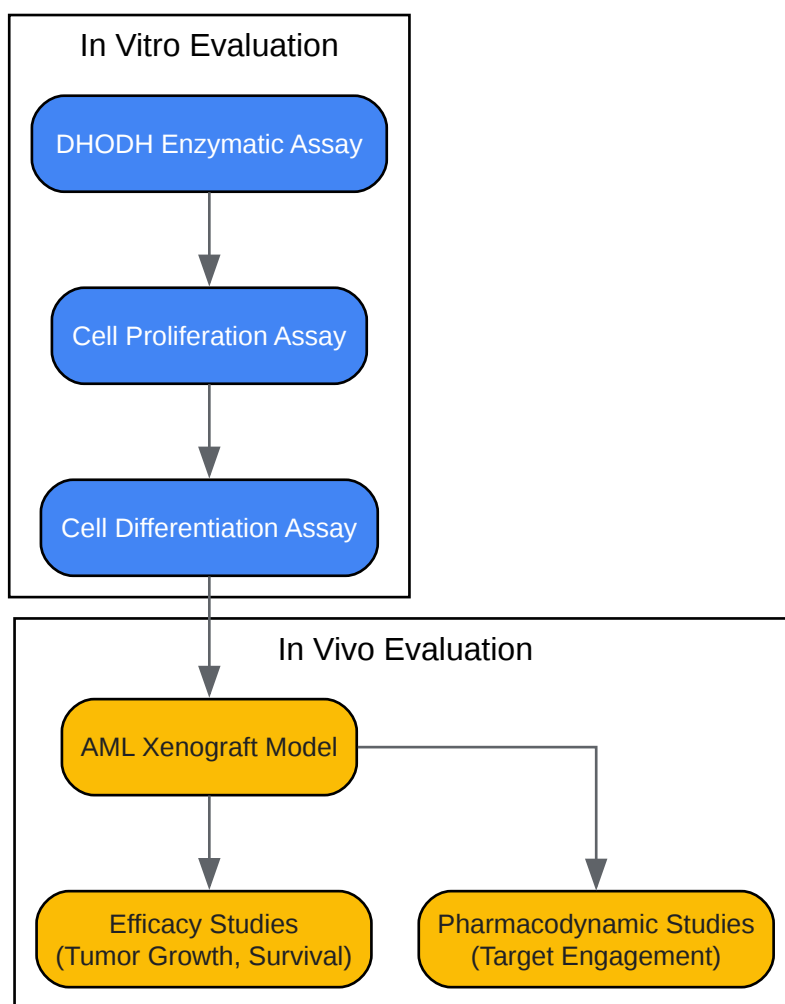 In Vitro Evaluation
DHODH Enzymatic Assay
Cell Proliferation Assay
Cell Differentiation Assay
In Vivo Evaluation
AML Xenograft Model
Efficacy Studies
(Tumor Growth, Survival)
Pharmacodynamic Studies
(Target Engagement)